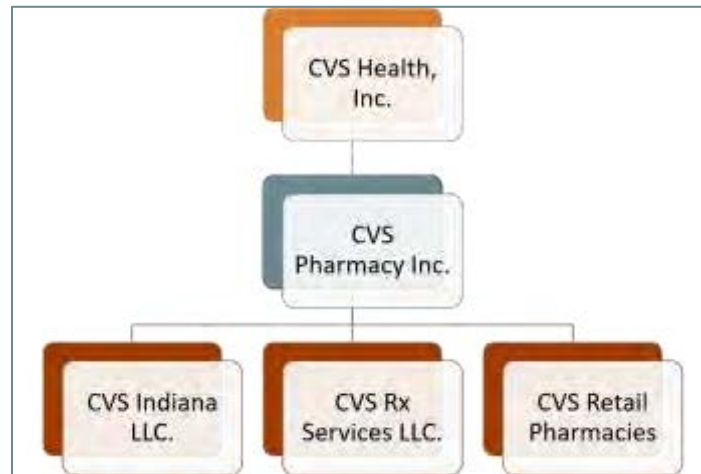 CVS Health,
Inc.
CVS
Pharmacy Inc.
CVS Indiana
LLC.
CVS Rx
Services LLC.
CVS Retail
Pharmacies